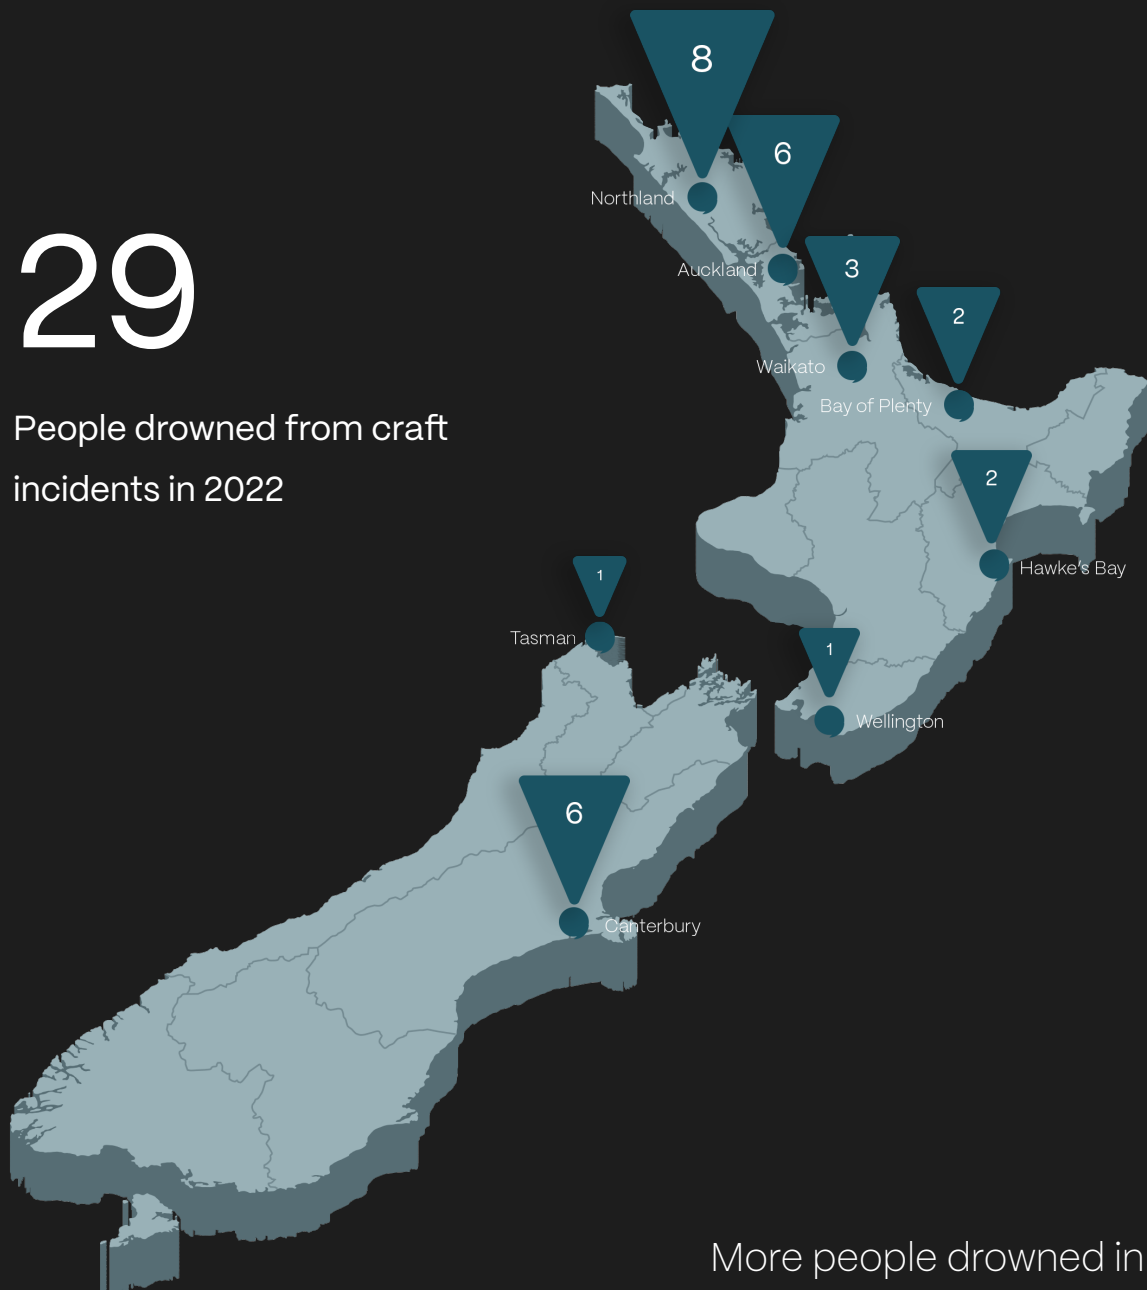 8
6
Northland
29
Auckland
3
2
Waikato
Bay of Plenty
People drowned from craft
incidents in 2022
2
Hawke's Bay
1
Tasman
1
Wellington
6
Canterbury
More people drowned in